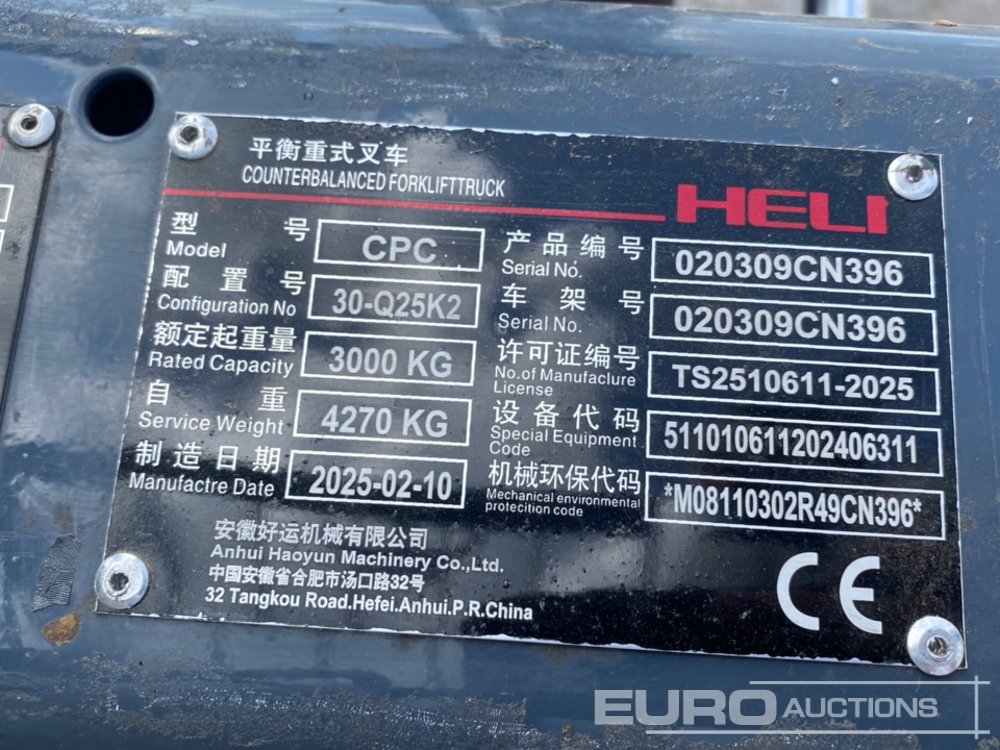 平衡重式叉车
COUNTERBALANCED FORKLIFTTRUCK
HELI
型 号
Model
CPC
配 置 号
Configuration No
30-Q25K2
额定起重量
Rated Capacity
3000 KG
自 重
Service Weight
4270 KG
制造日期
Manufactre Date
2025-02-10
产品编号
Serial No.
020309CN396
车 架 号
Serial No.
020309CN396
许可证编号
No.of Manufaclure
License
TS2510611-2025
设备代码
Special Equipment
Code
511010611202406311
机械环保代码
Mechanical environmental
protecition code
*M08110302R49CN396*
安徽好运机械有限公司
Anhui Haoyun Machinery Co.,Ltd.
中国安徽省合肥市汤口路32号
32 Tangkou Road.Hefei.Anhui.P.R.China
CE
EURO AUCTIONS